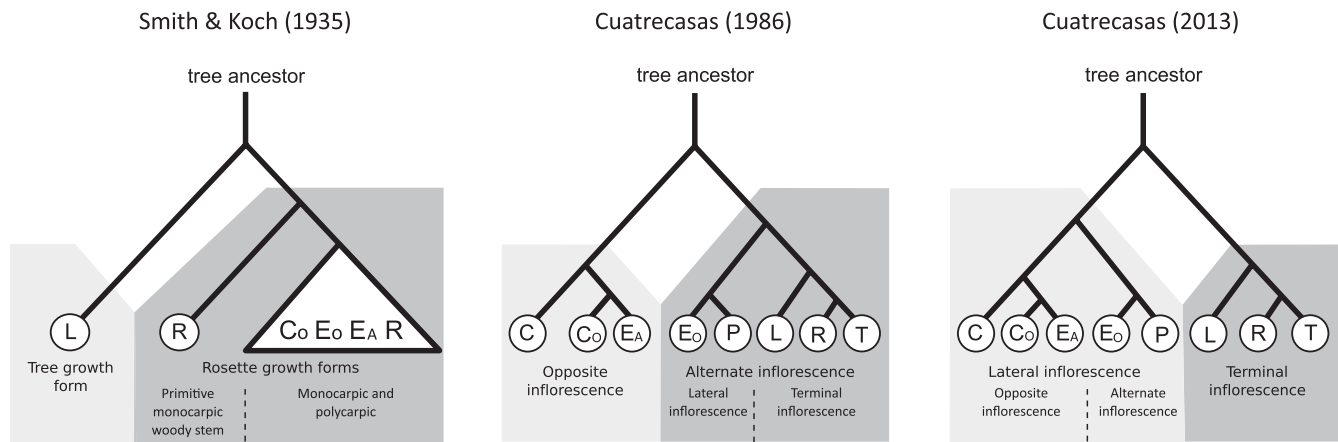 Smith & Koch (1935)
tree ancestor
L
R
Co Eo EA R
Tree growth
form
Rosette growth forms
Primitive
monocarpic
woody stem
Monocarpic and
polycarpic
Cuatrecasas (1986)
tree ancestor
C
Co
EA
Eo
P
L
R
T
Opposite
inflorescence
Alternate inflorescence
Lateral
inflorescence
Terminal
inflorescence
Cuatrecasas (2013)
tree ancestor
C
Co
EA
Eo
P
L
R
T
Lateral inflorescence
Opposite
inflorescence
Alternate
inflorescence
Terminal
inflorescence